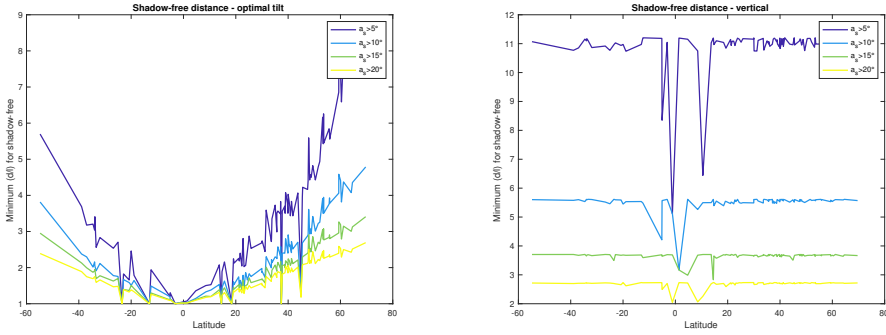 Shadow-free distance - optimal tilt
9
8
7
6
5
4
3
2
1
Minimum (d/l) for shadow-free
-60
-40
-20
0
20
40
60
80
Latitude
a_s>5°
a_s>10°
a_s>15°
a_s>20°
Shadow-free distance - vertical
12
11
10
9
8
7
6
5
4
3
2
Minimum (d/l) for shadow-free
-60
-40
-20
0
20
40
60
80
Latitude
a_s>5°
a_s>10°
a_s>15°
a_s>20°